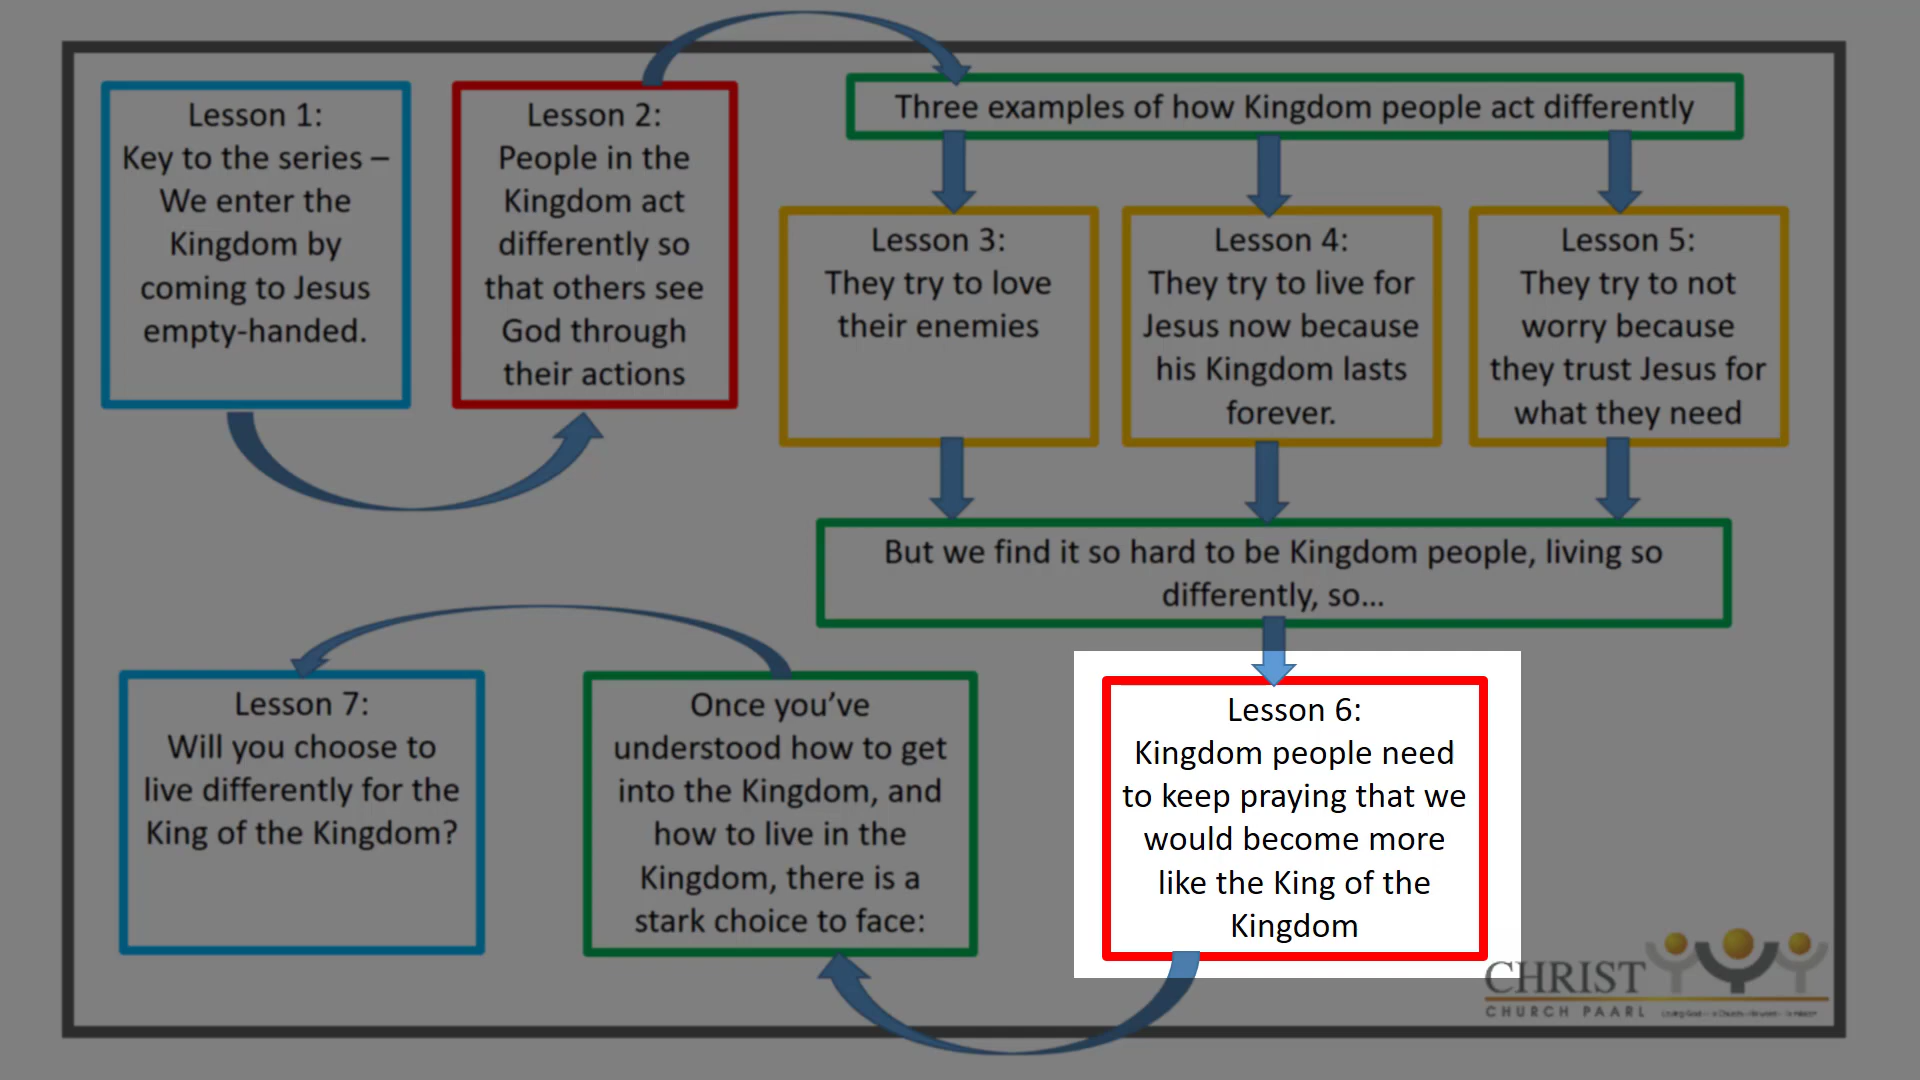 Lesson 1:
Key to the series –
We enter the
Kingdom by
coming to Jesus
empty-handed.
Lesson 2:
People in the
Kingdom act
differently so
that others see
God through
their actions
Three examples of how Kingdom people act differently
Lesson 3:
They try to love
their enemies
Lesson 4:
They try to live for
Jesus now because
his Kingdom lasts
forever.
Lesson 5:
They try to not
worry because
they trust Jesus for
what they need
But we find it so hard to be Kingdom people, living so
differently, so...
Lesson 6:
Kingdom people need
to keep praying that we
would become more
like the King of the
Kingdom
Once you’ve
understood how to get
into the Kingdom, and
how to live in the
Kingdom, there is a
stark choice to face:
Lesson 7:
Will you choose to
live differently for the
King of the Kingdom?
CHRIST
CHURCH PAARL